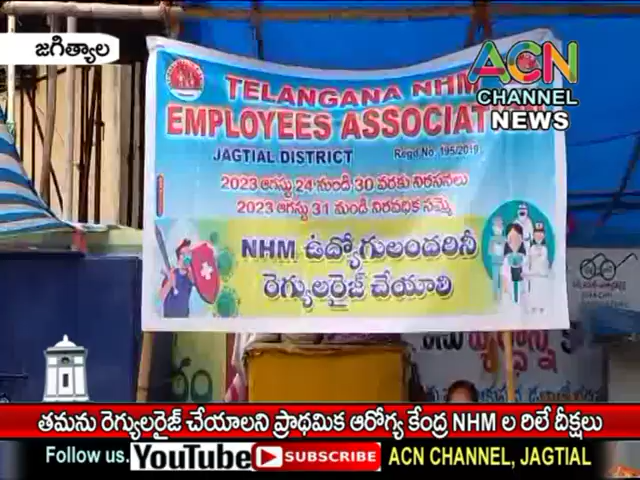 జగిత్యాల
ACN
CHANNEL
NEWS
TELANGANA NHM
EMPLOYEES ASSOCIAT
JAGTIAL DISTRICT
Regd No. 195/2019
2023 ఆగస్టు 24 నుండి 30 వరకు నిరసనలు
2023 ఆగస్టు 31 నుండి నిరవధిక సమ్మె
NHM ఉద్యోగులందరినీ
రెగ్యులరైజ్ చేయాలి
తమను రెగ్యులరైజ్ చేయాలని ప్రాథమిక ఆరోగ్య కేంద్ర NHM ల రిలే దీక్షలు
Follow us. YouTube SUBSCRIBE ACN CHANNEL, JAGTIAL